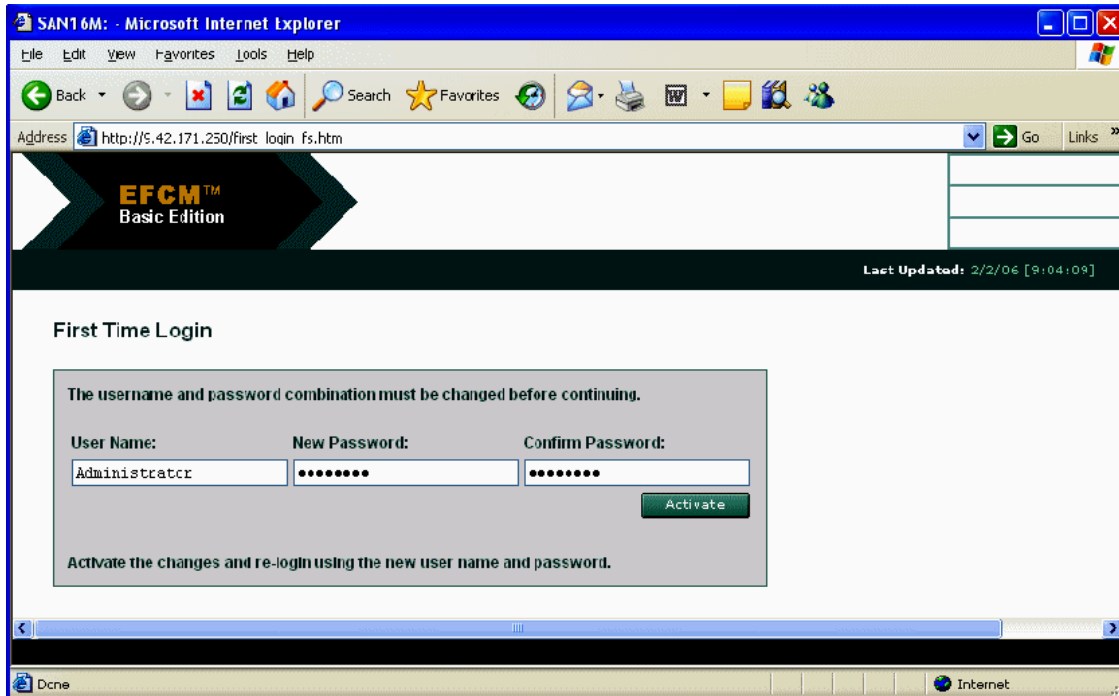 SAN16M: - Microsoft Internet Explorer
File Edit View Favorites Tools Help
Back Search Favorites
Address http://9.42.171.250/first_login_fs.htm Go Links »
EFCM™
Basic Edition
Last Updated: 2/2/06 [9:04:09]
First Time Login
The username and password combination must be changed before continuing.
User Name: New Password: Confirm Password:
Administrator •••••••• ••••••••
Activate
Activate the changes and re-login using the new user name and password.
Done Internet